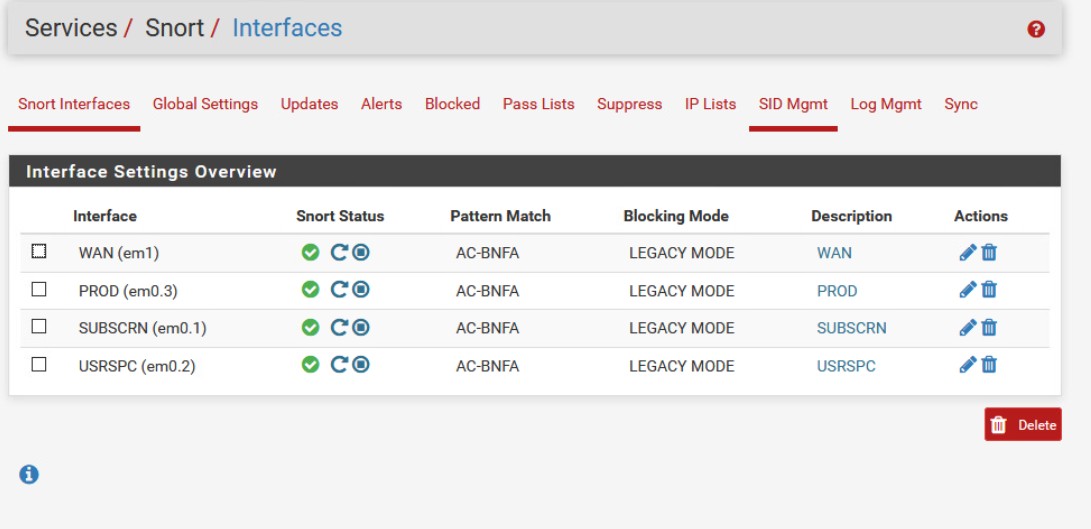 Services / Snort / Interfaces ?
Snort Interfaces Global Settings Updates Alerts Blocked Pass Lists Suppress IP Lists SID Mgmt Log Mgmt Sync
Interface Settings Overview
Interface Snort Status Pattern Match Blocking Mode Description Actions
WAN (em1) AC-BNFA LEGACY MODE WAN
PROD (em0.3) AC-BNFA LEGACY MODE PROD
SUBSCRN (em0.1) AC-BNFA LEGACY MODE SUBSCRN
USRSPC (em0.2) AC-BNFA LEGACY MODE USRSPC
Delete
i